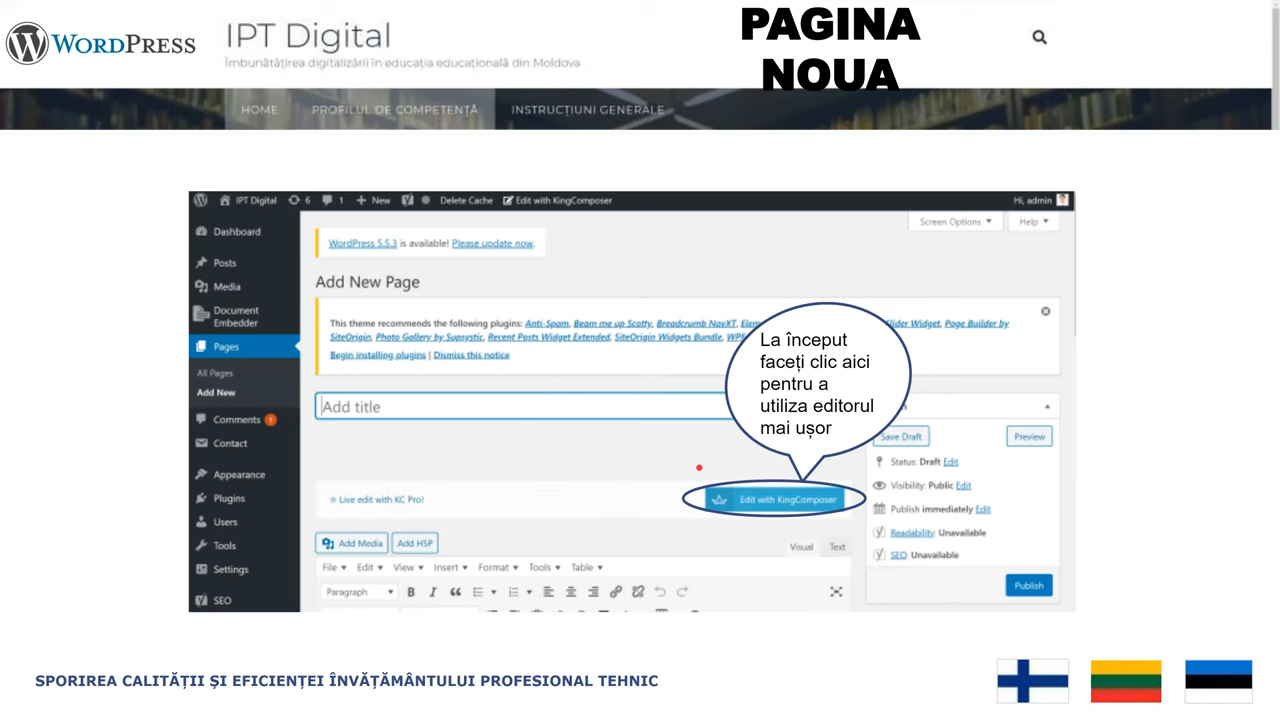 WORDPRESS
IPT Digital
Îmbunătățirea digitalizării în educația educațională din Moldova
PAGINA
NOUA
HOME PROFILUL DE COMPETENȚĂ INSTRUCȚIUNI GENERALE
IPT Digital 6 1 New Delete Cache Edit with KingComposer Hi, admin
Screen Options Help
Dashboard
Posts
Media
Document
Embedder
Pages
All Pages
Add New
Comments 1
Contact
Appearance
Plugins
Users
Tools
Settings
SEO
WordPress 5.5.3 is available! Please update now.
Add New Page
This theme recommends the following plugins: Anti-Spam, Beam me up Scotty, Breadcrumb NavXT, Slider Widget, Page Builder by
SiteOrigin, Photo Gallery by Supsystic, Recent Posts Widget Extended, SiteOrigin Widgets Bundle,
Begin installing plugins | Dismiss this notice
Add title
La început
faceți clic aici
pentru a
utiliza editorul
mai ușor
Live edit with KC Pro!
Edit with KingComposer
Add Media Add H5P
Visual Text
File Edit View Insert Format Tools Table
Paragraph B I
Save Draft Preview
Status: Draft Edit
Visibility: Public Edit
Publish immediately Edit
Readability: Unavailable
SEO: Unavailable
Publish
SPORIREA CALITĂȚII ȘI EFICIENȚEI ÎNVĂȚĂMÂNTULUI PROFESIONAL TEHNIC